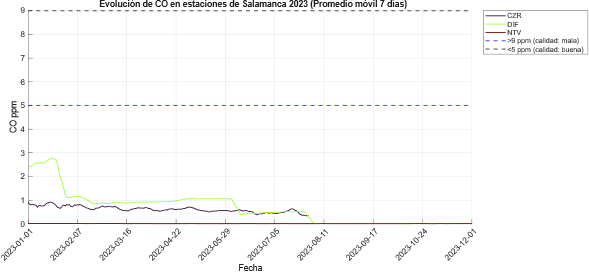 Evolución de CO en estaciones de Salamanca 2023 (Promedio móvil 7 días)
9
8
7
6
5
4
3
2
1
0
CO ppm
2023-01-01
2023-02-07
2023-03-16
2023-04-22
2023-05-29
2023-07-05
2023-08-11
2023-09-17
2023-10-24
2023-12-01
Fecha
CZR
DIF
NTV
>9 ppm (calidad: mala)
<5 ppm (calidad: buena)